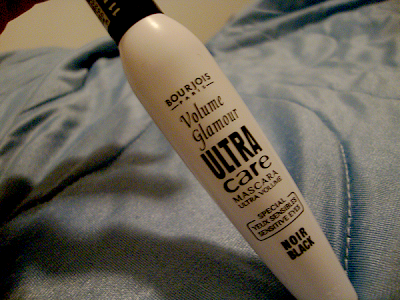 BOURJOIS
PARIS
Volume
Glamour
ULTRA
care
MASCARA
ULTRA VOLUME
SPECIAL
YEUX SENSIBLES
SENSITIVE EYES
NOIR
BLACK